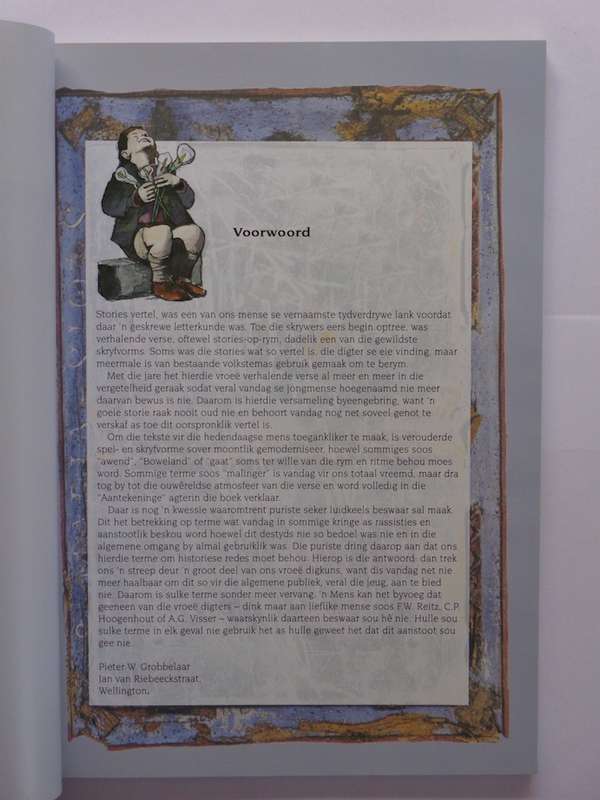 Voorwoord
Stories vertel, was een van ons mense se vernaamste tydverdrywe lank voordat
daar 'n geskrewe letterkunde was. Toe die skrywers eers begin optree, was
verhalende verse, oftewel stories-op-rym, dadelik een van die gewildste
skryfvorms. Soms was die stories wat so vertel is, die digter se eie vinding, maar
meermale is van bestaande volkstemas gebruik gemaak om te berym.
Met die jare het hierdie vroeë verhalende verse al meer en meer in die
vergetelheid geraak sodat veral vandag se jongmense hoegenaamd nie meer
daarvan bewus is nie. Daarom is hierdie versameling byeengebring, want 'n
goeie storie raak nooit oud nie en behoort vandag nog net soveel genot te
verskaf as toe dit oorspronklik vertel is.
Om die tekste vir die hedendaagse mens toegankliker te maak, is verouderde
spel- en skryfvorme sover moontlik gemoderniseer, hoewel sommiges soos
"awend", "Boweland" of "gaat" soms ter wille van die rym en ritme behou moes
word. Sommige terme soos "malinger" is vandag vir ons totaal vreemd, maar dra
tog by tot die ouwêreldse atmosfeer van die verse en word volledig in die
"Aantekeninge" agterin die boek verklaar.
Daar is nog 'n kwessie waaromtrent puriste seker luidkeels beswaar sal maak.
Dit het betrekking op terme wat vandag in sommige kringe as rassisties en
aanstootlik beskou word hoewel dit destyds nie so bedoel was nie en in die
algemene omgang by almal gebruiklik was. Die puriste dring daarop aan dat ons
hierdie terme om historiese redes moet behou. Hierop is die antwoord: dan trek
ons 'n streep deur 'n groot deel van ons vroeë digkuns, want dis vandag net nie
meer haalbaar om dit so vir die algemene publiek, veral die jeug, aan te bied
nie. Daarom is sulke terme sonder meer vervang. 'n Mens kan net byvoeg dat
geeneen van die vroeë digters – dink maar aan lieflike mense soos F.W. Reitz, C.P.
Hoogenhout of A.G. Visser – waarskynlik daarteen beswaar sou hê nie. Hulle sou
sulke terme in elk geval nie gebruik het as hulle geweet het dat dit aanstoot sou
gee nie.
Pieter W. Grobbelaar
Jan van Riebeeckstraat,
Wellington.